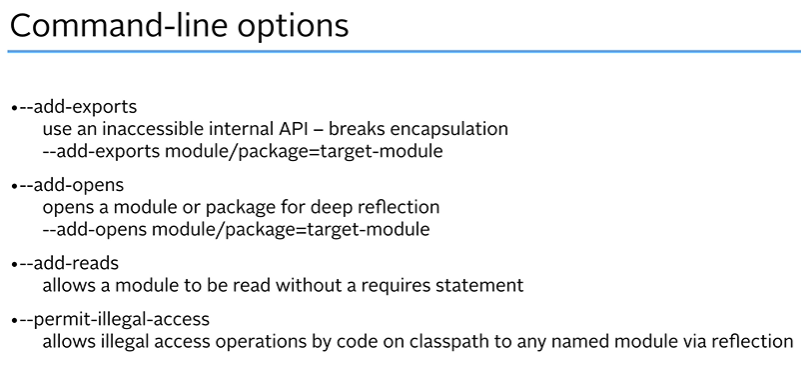 Command-line options
•--add-exports
use an inaccessible internal API – breaks encapsulation
--add-exports module/package=target-module
•--add-opens
opens a module or package for deep reflection
--add-opens module/package=target-module
•--add-reads
allows a module to be read without a requires statement
•--permit-illegal-access
allows illegal access operations by code on classpath to any named module via reflection